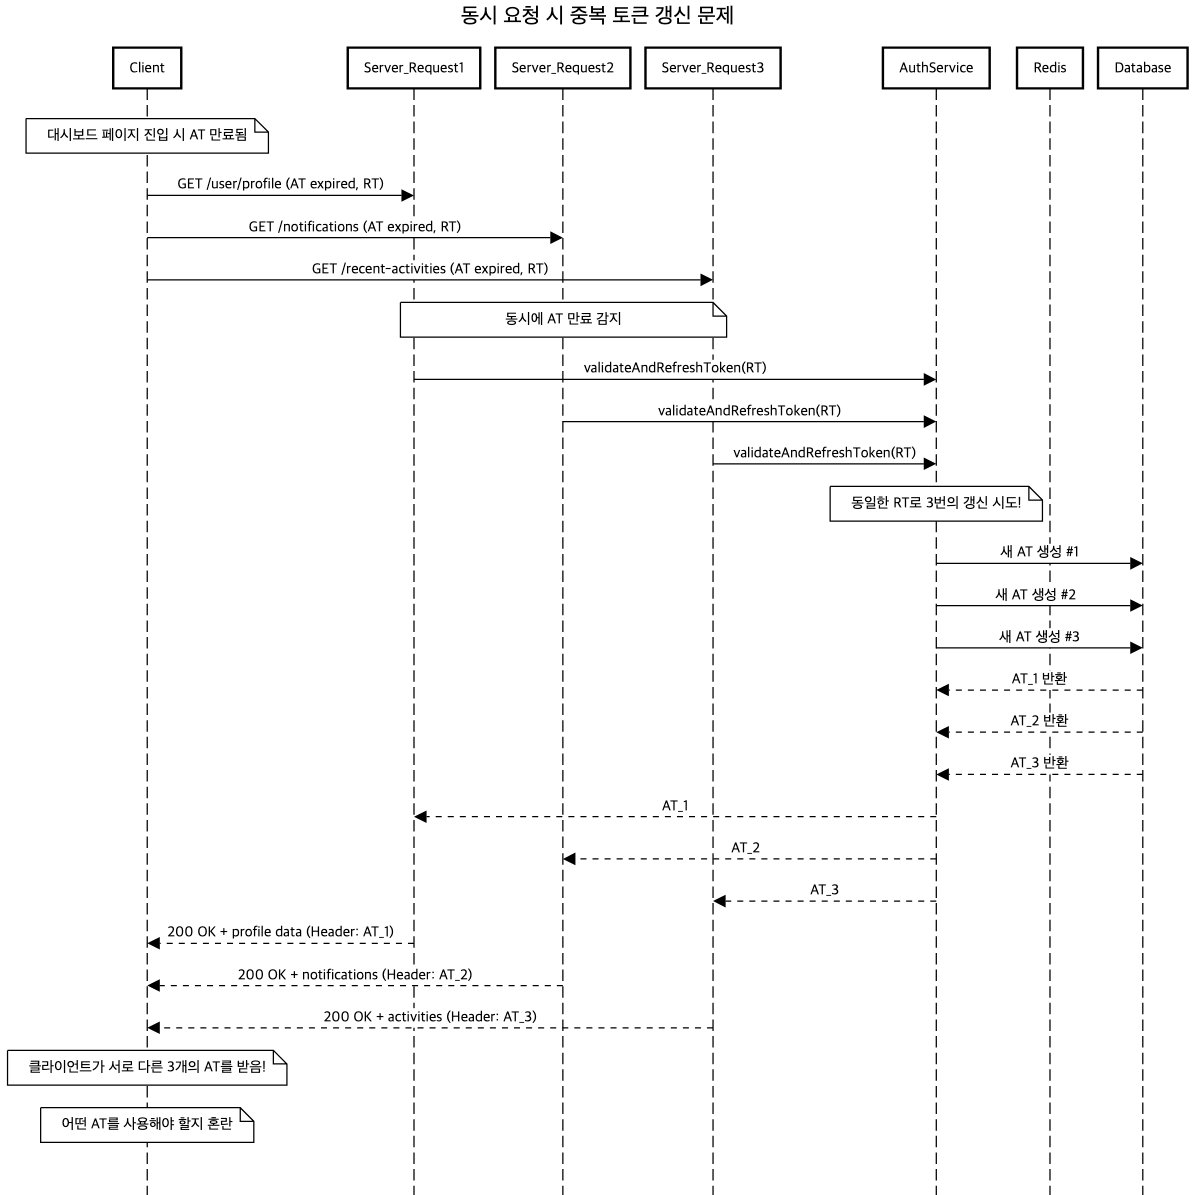 동시 요청 시 중복 토큰 갱신 문제
Client
Server_Request1
Server_Request2
Server_Request3
AuthService
Redis
Database
대시보드 페이지 진입 시 AT 만료됨
GET /user/profile (AT expired, RT)
GET /notifications (AT expired, RT)
GET /recent-activities (AT expired, RT)
동시에 AT 만료 감지
validateAndRefreshToken(RT)
validateAndRefreshToken(RT)
validateAndRefreshToken(RT)
동일한 RT로 3번의 갱신 시도!
새 AT 생성 #1
새 AT 생성 #2
새 AT 생성 #3
AT_1 반환
AT_2 반환
AT_3 반환
AT_1
AT_2
AT_3
200 OK + profile data (Header: AT_1)
200 OK + notifications (Header: AT_2)
200 OK + activities (Header: AT_3)
클라이언트가 서로 다른 3개의 AT를 받음!
어떤 AT를 사용해야 할지 혼란